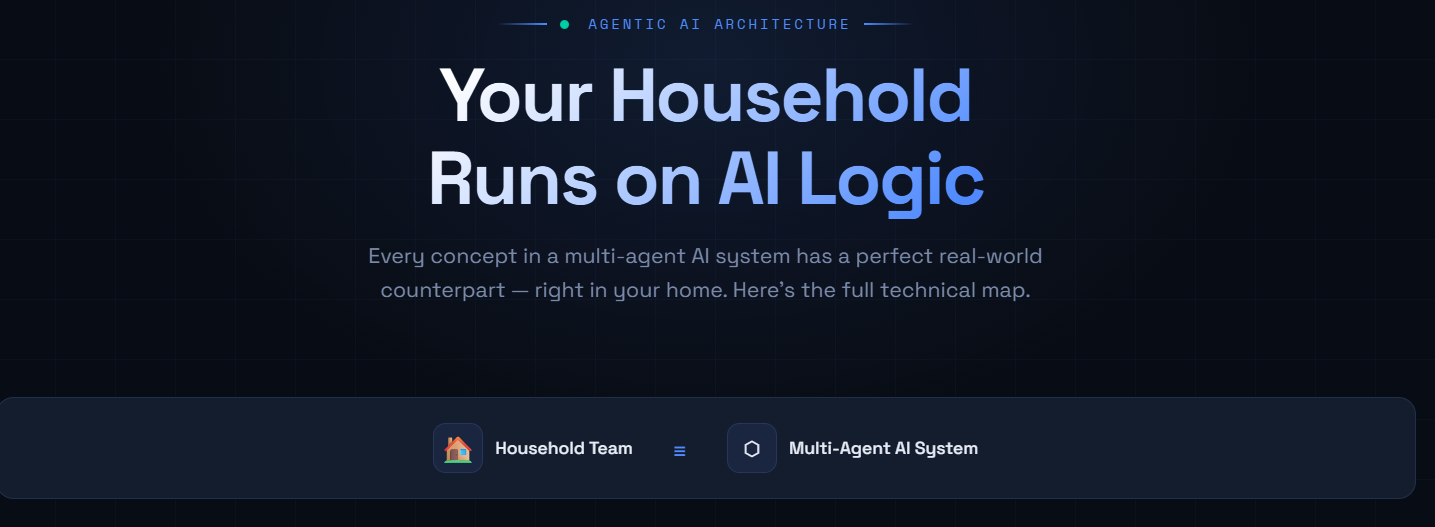 AGENTIC AI ARCHITECTURE
Your Household
Runs on AI Logic
Every concept in a multi-agent AI system has a perfect real-world
counterpart — right in your home. Here's the full technical map.
Household Team ≡ Multi-Agent AI System